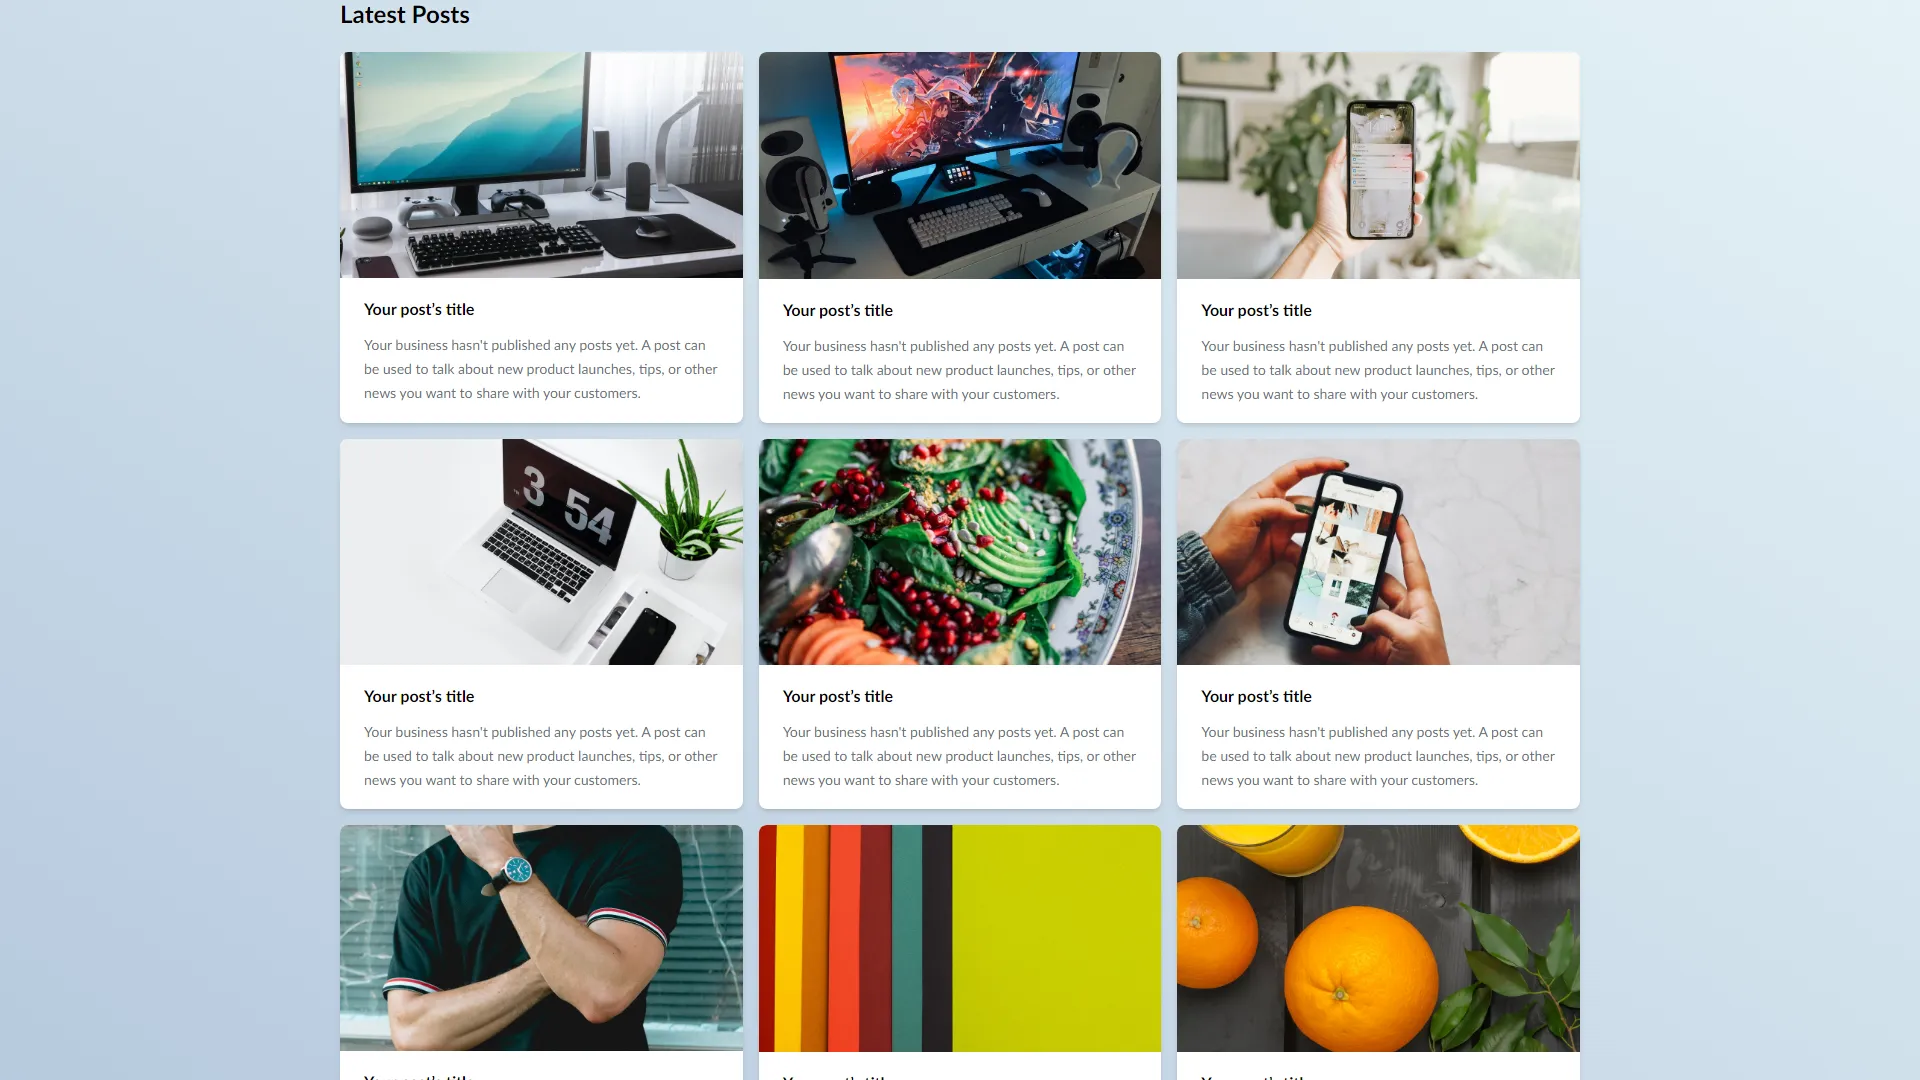 Latest Posts
Your post’s title
Your business hasn't published any posts yet. A post can
be used to talk about new product launches, tips, or other
news you want to share with your customers.
Your post’s title
Your business hasn't published any posts yet. A post can
be used to talk about new product launches, tips, or other
news you want to share with your customers.
Your post’s title
Your business hasn't published any posts yet. A post can
be used to talk about new product launches, tips, or other
news you want to share with your customers.
3 54
Your post’s title
Your business hasn't published any posts yet. A post can
be used to talk about new product launches, tips, or other
news you want to share with your customers.
Your post’s title
Your business hasn't published any posts yet. A post can
be used to talk about new product launches, tips, or other
news you want to share with your customers.
Your post’s title
Your business hasn't published any posts yet. A post can
be used to talk about new product launches, tips, or other
news you want to share with your customers.